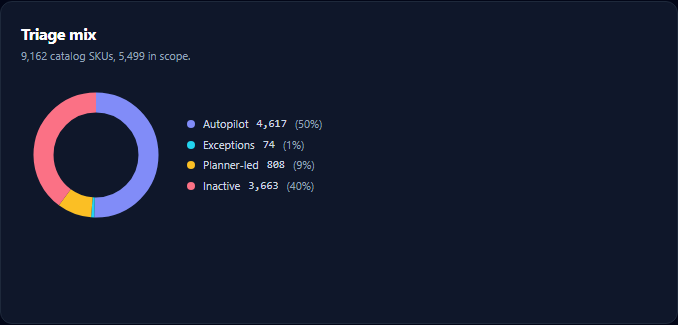 Triage mix
9,162 catalog SKUs, 5,499 in scope.
Autopilot 4,617 (50%)
Exceptions 74 (1%)
Planner-led 808 (9%)
Inactive 3,663 (40%)